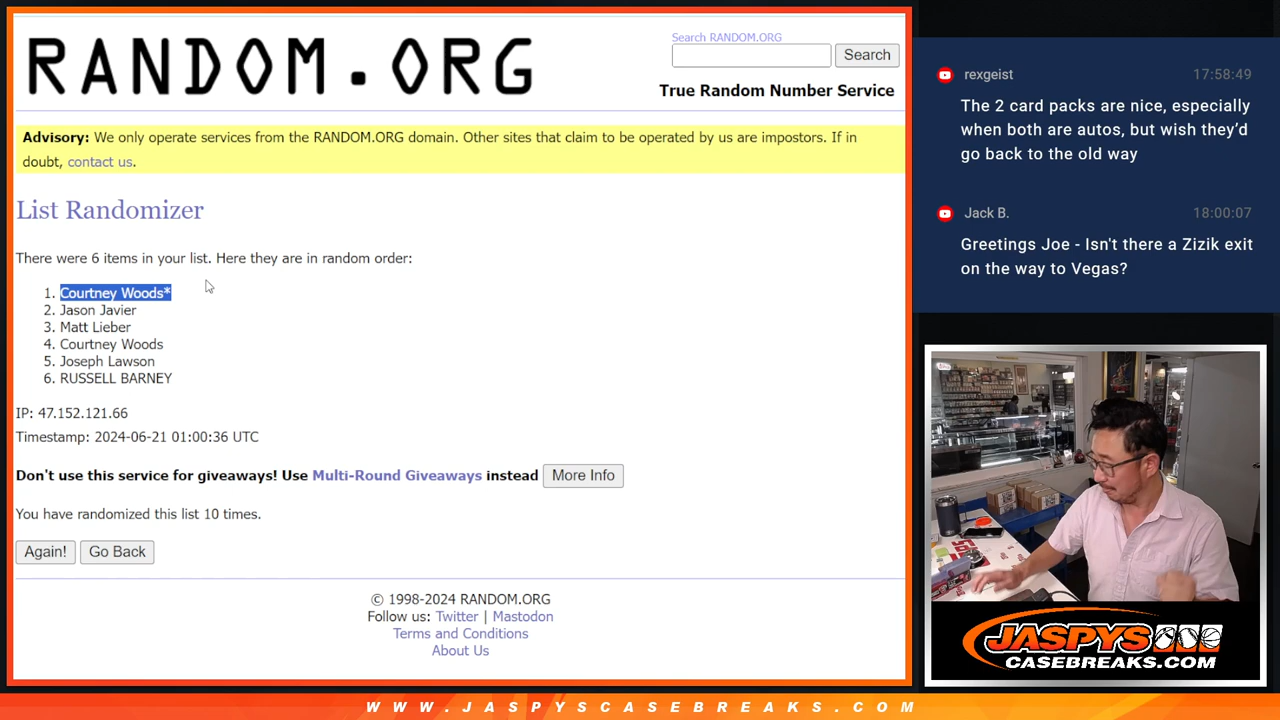 RANDOM.ORG
Search RANDOM.ORG
Search
True Random Number Service
Advisory: We only operate services from the RANDOM.ORG domain. Other sites that claim to be operated by us are impostors. If in
doubt, contact us.
List Randomizer
There were 6 items in your list. Here they are in random order:
1. Courtney Woods*
2. Jason Javier
3. Matt Lieber
4. Courtney Woods
5. Joseph Lawson
6. RUSSELL BARNEY
IP: 47.152.121.66
Timestamp: 2024-06-21 01:00:36 UTC
Don't use this service for giveaways! Use Multi-Round Giveaways instead More Info
You have randomized this list 10 times.
Again! Go Back
© 1998-2024 RANDOM.ORG
Follow us: Twitter | Mastodon
Terms and Conditions
About Us
rexgeist 17:58:49
The 2 card packs are nice, especially
when both are autos, but wish they'd
go back to the old way
Jack B. 18:00:07
Greetings Joe - Isn't there a Zizik exit
on the way to Vegas?
JASPYS
CASEBREAKS.COM
WWW.JASPYSCASEBREAKS.COM